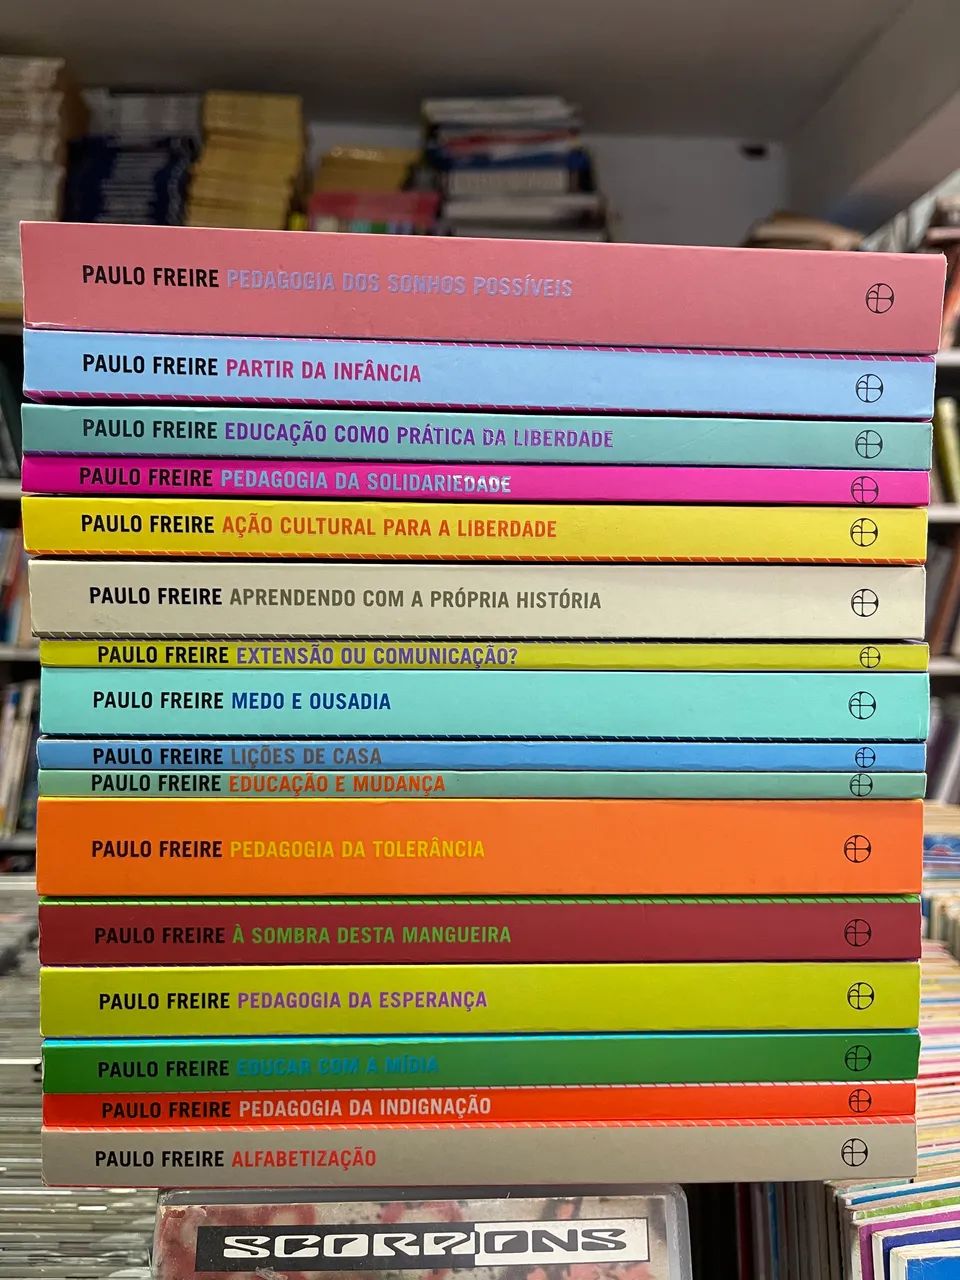 PAULO FREIRE PEDAGOGIA DOS SONHOS POSSÍVEIS
PAULO FREIRE PARTIR DA INFÂNCIA
PAULO FREIRE EDUCAÇÃO COMO PRÁTICA DA LIBERDADE
PAULO FREIRE PEDAGOGIA DA SOLIDARIEDADE
PAULO FREIRE AÇÃO CULTURAL PARA A LIBERDADE
PAULO FREIRE APRENDENDO COM A PRÓPRIA HISTÓRIA
PAULO FREIRE EXTENSÃO OU COMUNICAÇÃO?
PAULO FREIRE MEDO E OUSADIA
PAULO FREIRE LIÇÕES DE CASA
PAULO FREIRE EDUCAÇÃO E MUDANÇA
PAULO FREIRE PEDAGOGIA DA TOLERÂNCIA
PAULO FREIRE À SOMBRA DESTA MANGUEIRA
PAULO FREIRE PEDAGOGIA DA ESPERANÇA
PAULO FREIRE EDUCAR COM A MÍDIA
PAULO FREIRE PEDAGOGIA DA INDIGNAÇÃO
PAULO FREIRE ALFABETIZAÇÃO
SCORPIONS